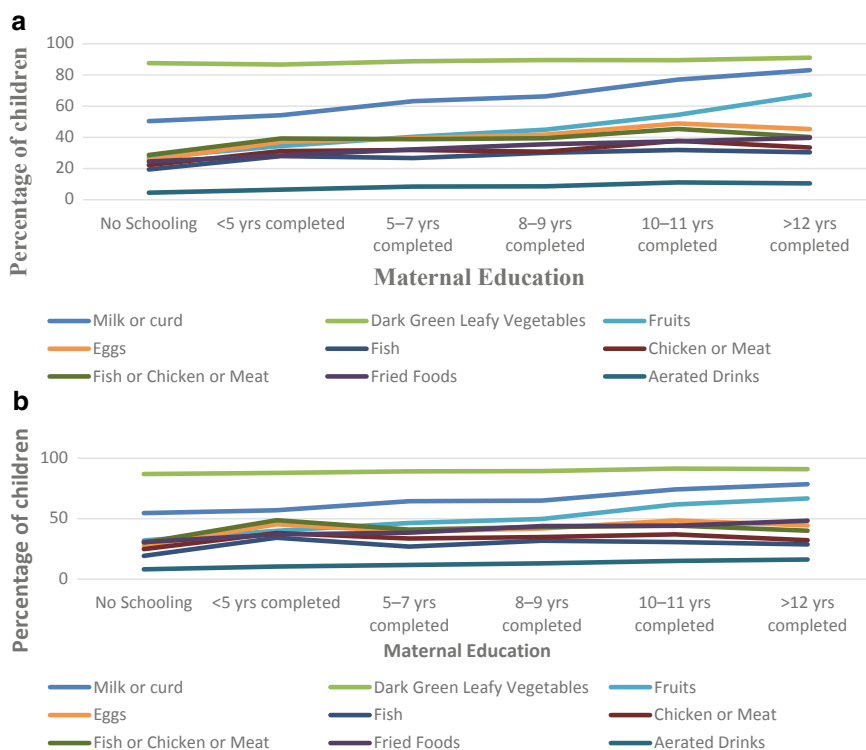 a
Percentage of children
100
80
60
40
20
0
No Schooling <5 yrs completed 5–7 yrs 8–9 yrs 10–11 yrs >12 yrs
completed completed completed completed
Maternal Education
Milk or curd Dark Green Leafy Vegetables Fruits
Eggs Fish Chicken or Meat
Fish or Chicken or Meat Fried Foods Aerated Drinks
b
Percentage of children
100
50
0
No Schooling <5 yrs completed 5–7 yrs 8–9 yrs 10–11 yrs >12 yrs
completed completed completed completed
Maternal Education
Milk or curd Dark Green Leafy Vegetables Fruits
Eggs Fish Chicken or Meat
Fish or Chicken or Meat Fried Foods Aerated Drinks